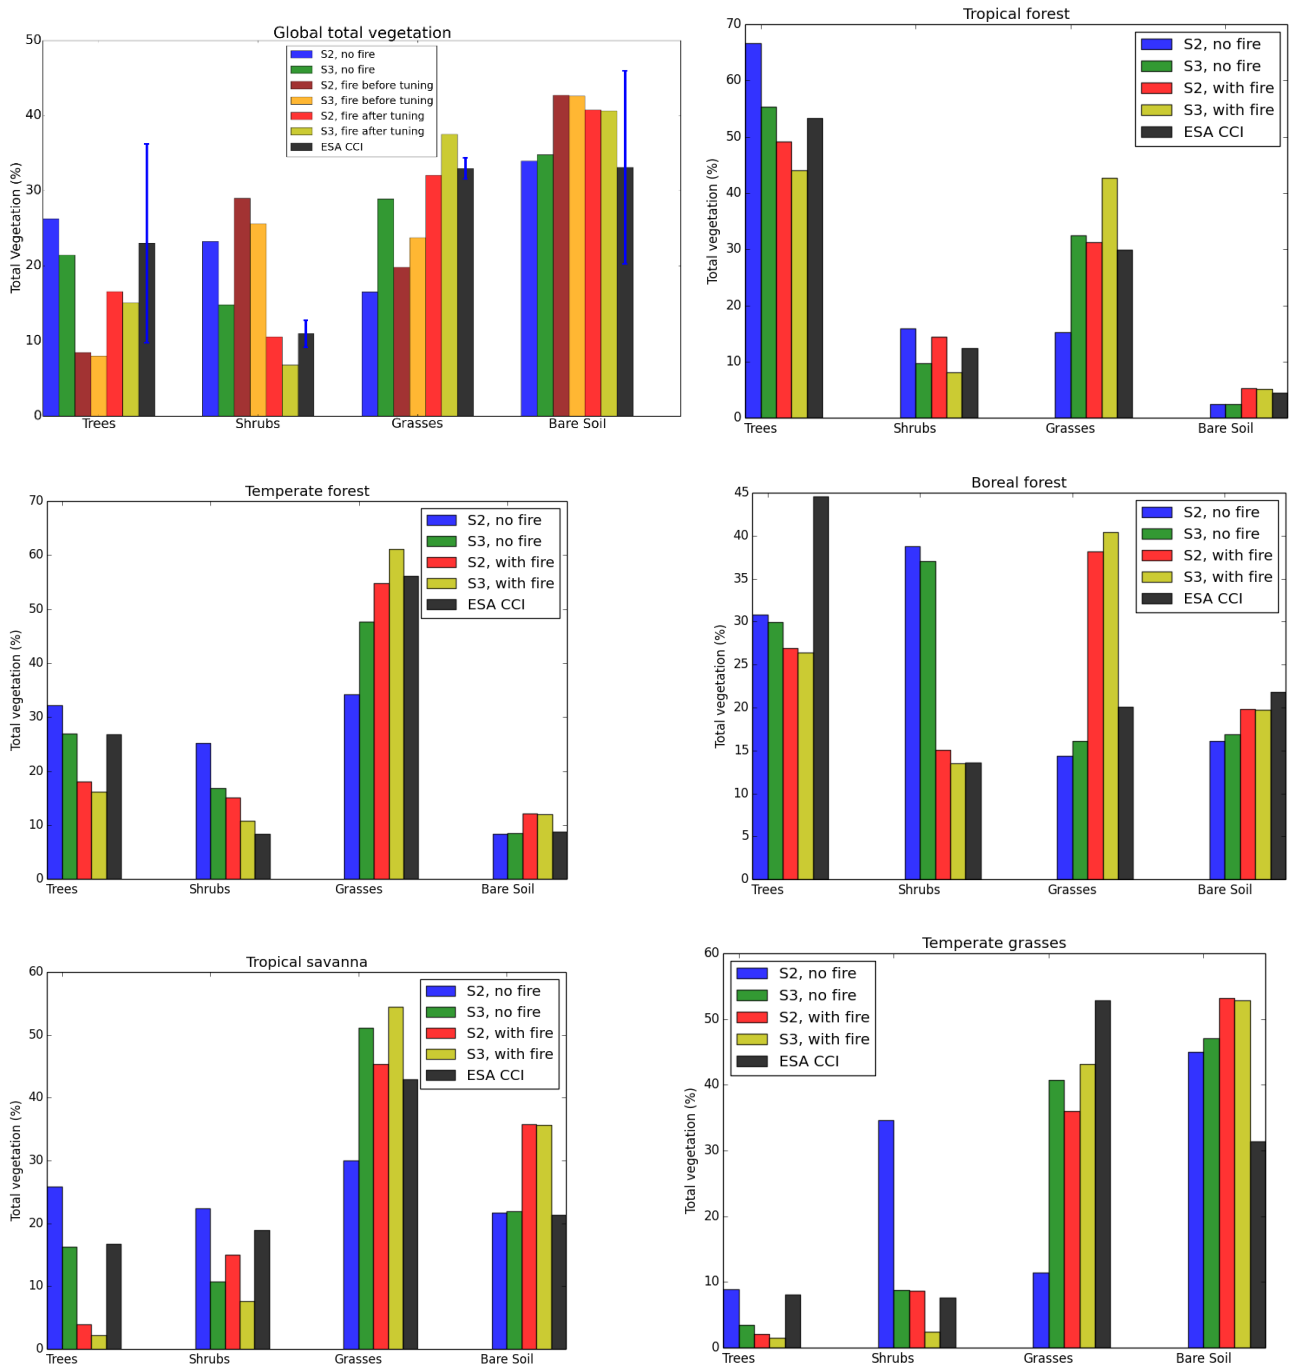 Global total vegetation
50
40
30
20
10
0
Total Vegetation (%)
S2, no fire
S3, no fire
S2, fire before tuning
S3, fire before tuning
S2, fire after tuning
S3, fire after tuning
ESA CCI
Trees Shrubs Grasses Bare Soil
Tropical forest
70
60
50
40
30
20
10
0
Total vegetation (%)
S2, no fire
S3, no fire
S2, with fire
S3, with fire
ESA CCI
Trees Shrubs Grasses Bare Soil
Temperate forest
70
60
50
40
30
20
10
0
Total vegetation (%)
S2, no fire
S3, no fire
S2, with fire
S3, with fire
ESA CCI
Trees Shrubs Grasses Bare Soil
Boreal forest
45
40
35
30
25
20
15
10
5
0
Total vegetation (%)
S2, no fire
S3, no fire
S2, with fire
S3, with fire
ESA CCI
Trees Shrubs Grasses Bare Soil
Tropical savanna
60
50
40
30
20
10
0
Total vegetation (%)
S2, no fire
S3, no fire
S2, with fire
S3, with fire
ESA CCI
Trees Shrubs Grasses Bare Soil
Temperate grasses
60
50
40
30
20
10
0
Total vegetation (%)
S2, no fire
S3, no fire
S2, with fire
S3, with fire
ESA CCI
Trees Shrubs Grasses Bare Soil